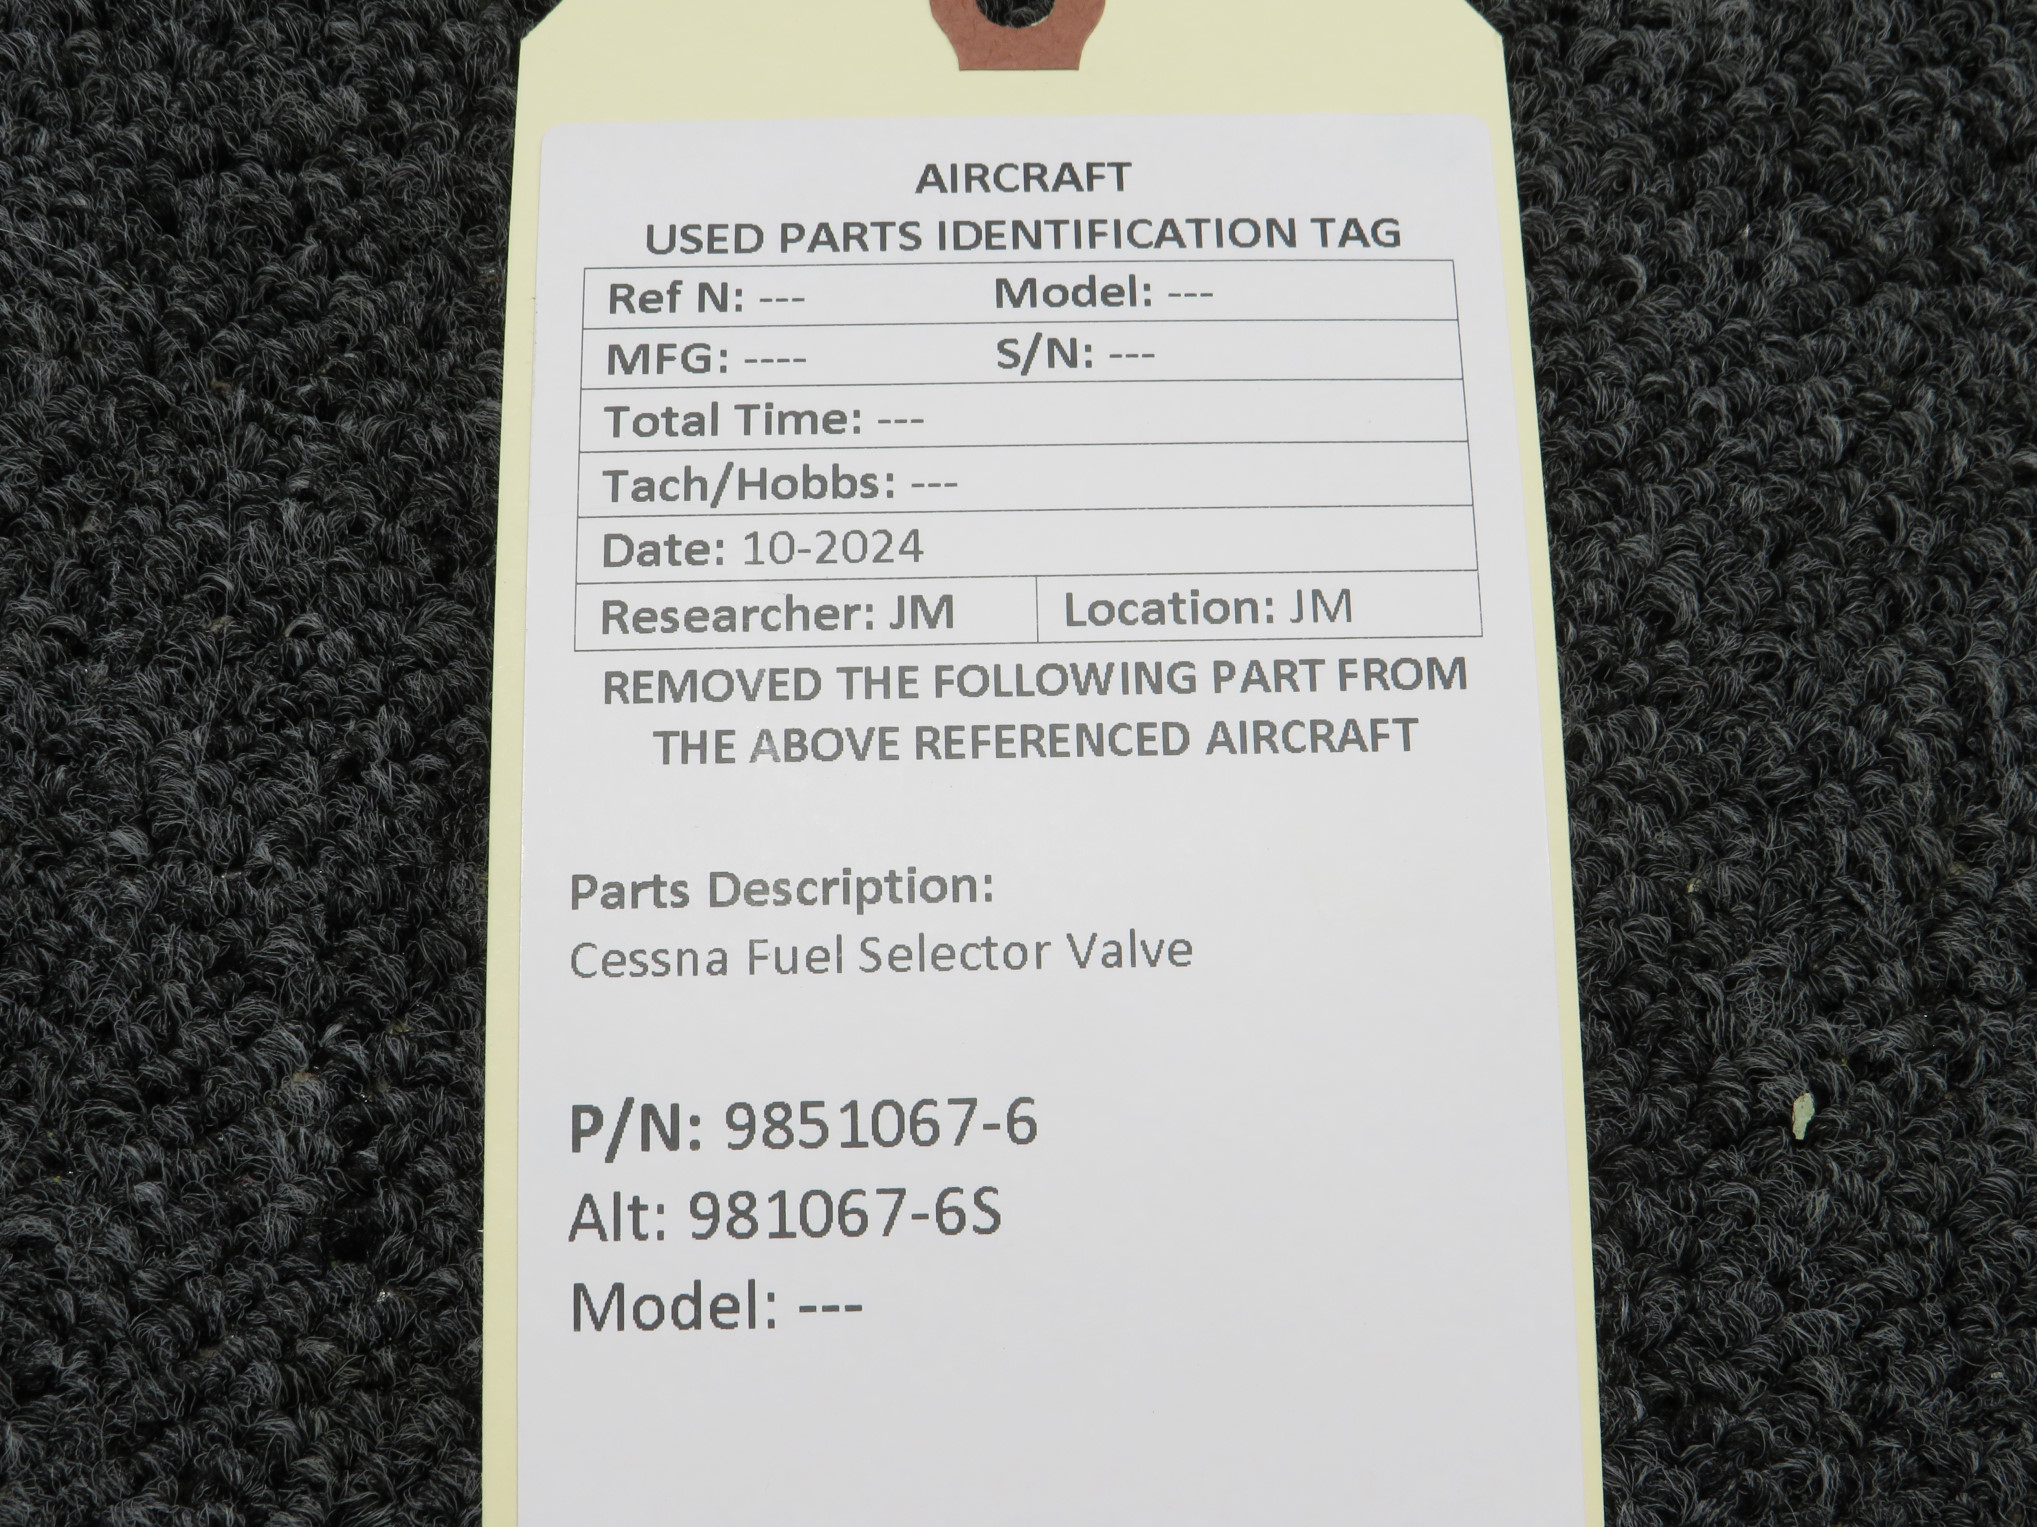 AIRCRAFT
USED PARTS IDENTIFICATION TAG
Ref N: --- Model: ---
MFG: ---- S/N: ---
Total Time: ---
Tach/Hobbs: ---
Date: 10-2024
Researcher: JM Location: JM
REMOVED THE FOLLOWING PART FROM
THE ABOVE REFERENCED AIRCRAFT
Parts Description:
Cessna Fuel Selector Valve
P/N: 9851067-6
Alt: 981067-6S
Model: ---